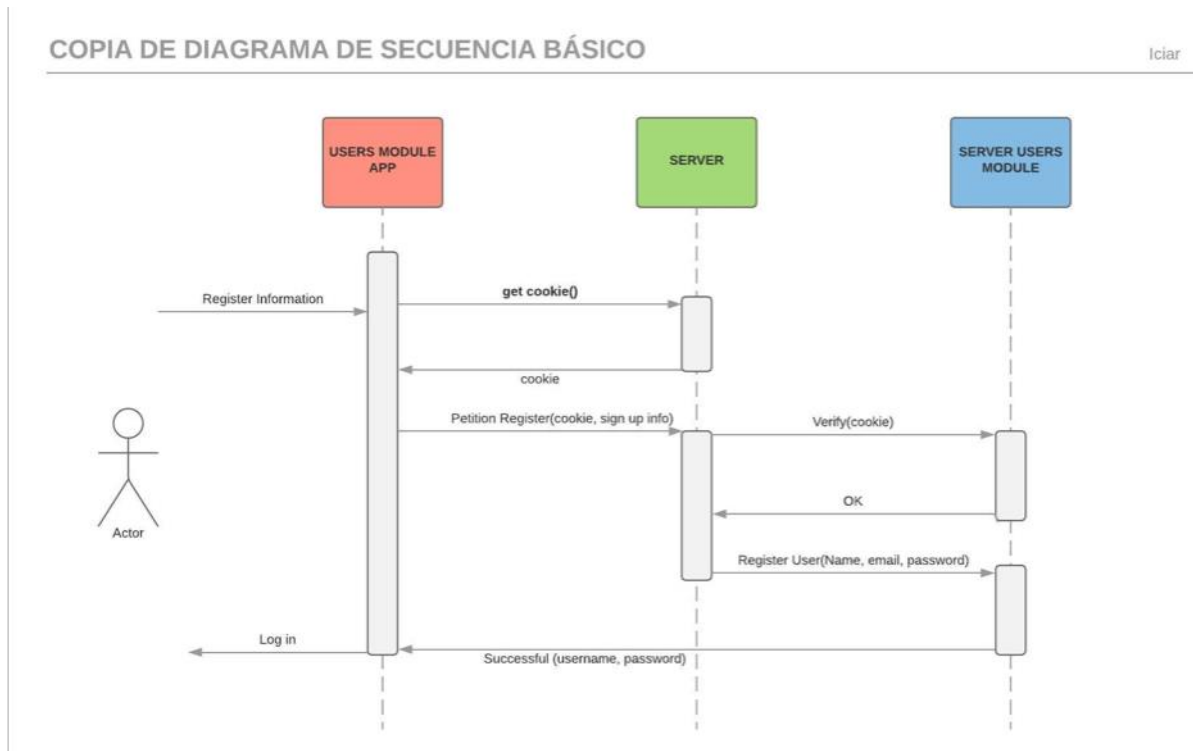 COPIA DE DIAGRAMA DE SECUENCIA BÁSICO
Iciar
USERS MODULE
APP
SERVER
SERVER USERS
MODULE
Register Information
get cookie()
cookie
Petition Register(cookie, sign up info)
Verify(cookie)
OK
Actor
Register User(Name, email, password)
Log in
Successful (username, password)